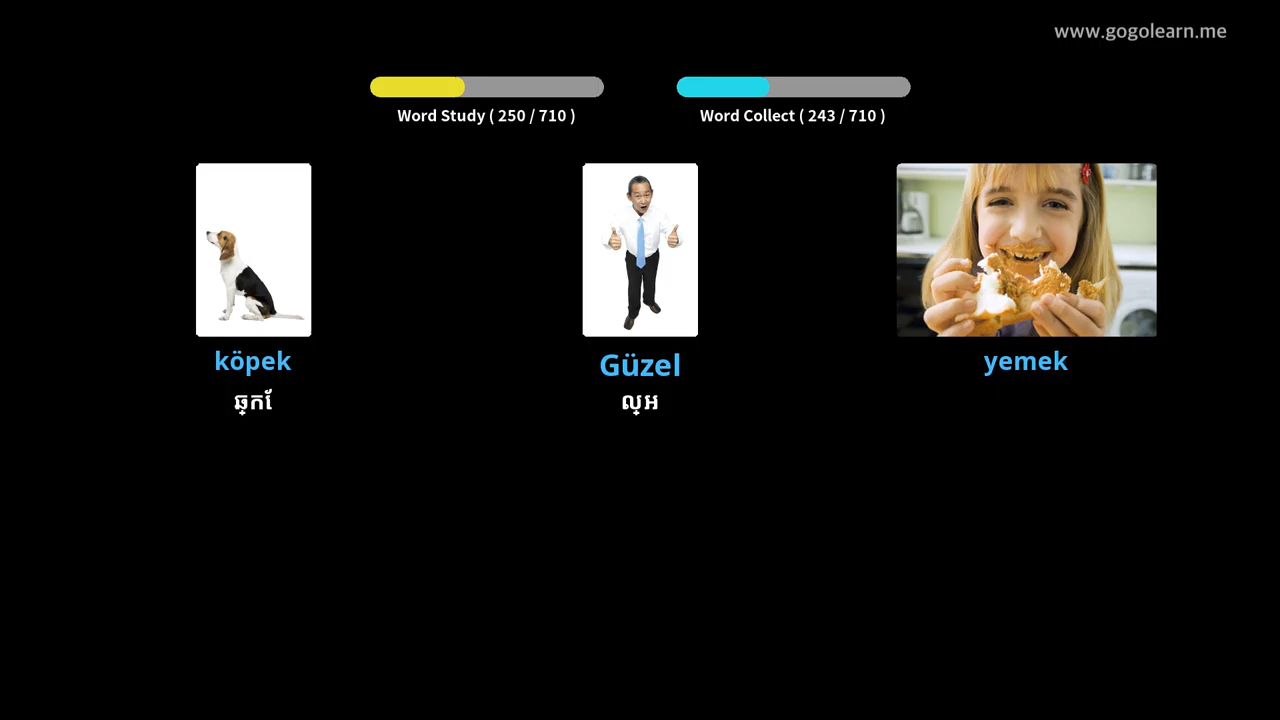 www.gogolearn.me
Word Study ( 250 / 710 )
Word Collect ( 243 / 710 )
köpek
Güzel
yemek
ឆ្កែ
ល្អ